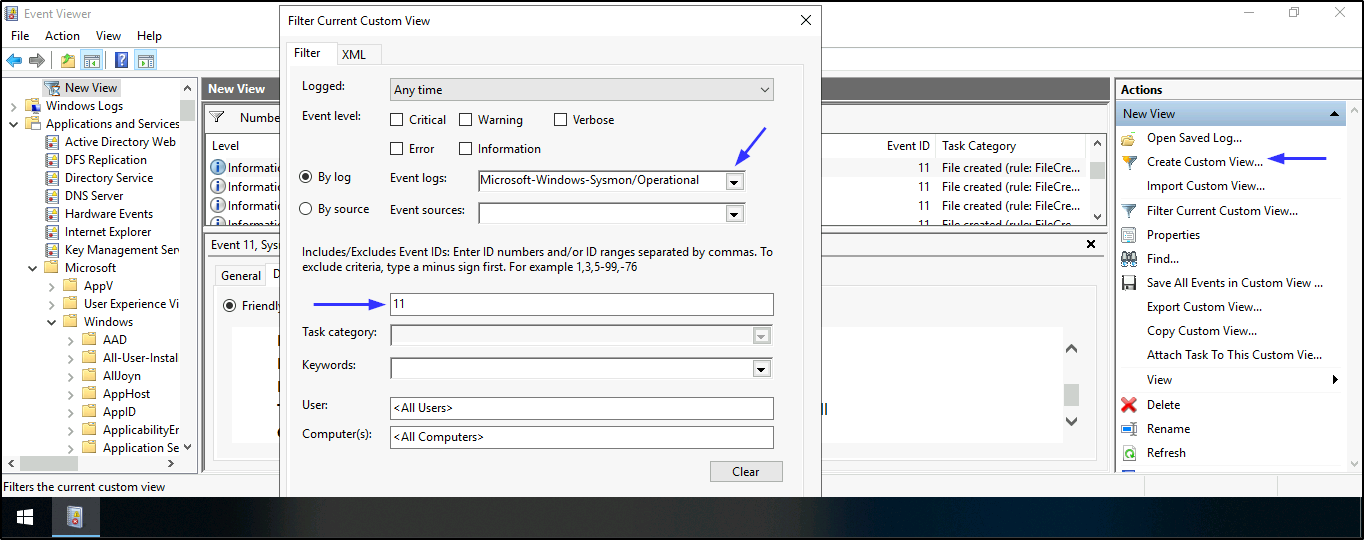 Event Viewer
File Action View Help
New View
Windows Logs
Applications and Services
Active Directory Web
DFS Replication
Directory Service
DNS Server
Hardware Events
Internet Explorer
Key Management Serv
Microsoft
AppV
User Experience Vi
Windows
AAD
All-User-Instal
AllJoyn
AppHost
AppID
ApplicabilityEr
Application Se
Filters the current custom view
New View
Numbe
Level Event ID Task Category
Informatio 11 File created (rule: FileCre...
Informatio 11 File created (rule: FileCre...
Informatio 11 File created (rule: FileCre...
Informatio 11 File created (rule: FileCre...
Event 11, Sysm
General D
Friendly
Filter Current Custom View
Filter XML
Logged: Any time
Event level: Critical Warning Verbose
Error Information
By log Event logs: Microsoft-Windows-Sysmon/Operational
By source Event sources:
Includes/Excludes Event IDs: Enter ID numbers and/or ID ranges separated by commas. To
exclude criteria, type a minus sign first. For example 1,3,5-99,-76
11
Task category:
Keywords:
User: <All Users>
Computer(s): <All Computers>
Clear
Actions
New View
Open Saved Log...
Create Custom View...
Import Custom View...
Filter Current Custom View...
Properties
Find...
Save All Events in Custom View ...
Export Custom View...
Copy Custom View...
Attach Task To This Custom Vie...
View
Delete
Rename
Refresh